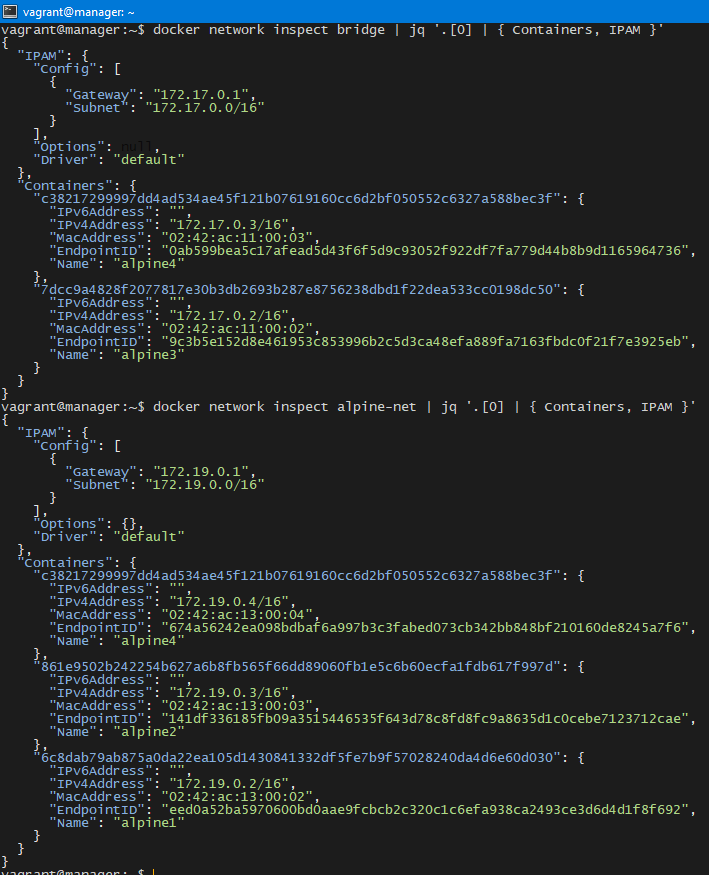 vagrant@manager: ~
vagrant@manager:~$ docker network inspect bridge | jq '.[0] | { Containers, IPAM }'
{
  "IPAM": {
    "Config": [
      {
        "Gateway": "172.17.0.1",
        "Subnet": "172.17.0.0/16"
      }
    ],
    "Options": null,
    "Driver": "default"
  },
  "Containers": {
    "c38217299997dd4ad534ae45f121b07619160cc6d2bf050552c6327a588bec3f": {
      "IPv6Address": "",
      "IPv4Address": "172.17.0.3/16",
      "MacAddress": "02:42:ac:11:00:03",
      "EndpointID": "0ab599bea5c17afead5d43f6f5d9c93052f922df7fa779d44b8b9d1165964736",
      "Name": "alpine4"
    },
    "7dcc9a4828f2077817e30b3db2693b287e8756238dbd1f22dea533cc0198dc50": {
      "IPv6Address": "",
      "IPv4Address": "172.17.0.2/16",
      "MacAddress": "02:42:ac:11:00:02",
      "EndpointID": "9c3b5e152d8e461953c853996b2c5d3ca48efa889fa7163fbdc0f21f7e3925eb",
      "Name": "alpine3"
    }
  }
}
vagrant@manager:~$ docker network inspect alpine-net | jq '.[0] | { Containers, IPAM }'
{
  "IPAM": {
    "Config": [
      {
        "Gateway": "172.19.0.1",
        "Subnet": "172.19.0.0/16"
      }
    ],
    "Options": {},
    "Driver": "default"
  },
  "Containers": {
    "c38217299997dd4ad534ae45f121b07619160cc6d2bf050552c6327a588bec3f": {
      "IPv6Address": "",
      "IPv4Address": "172.19.0.4/16",
      "MacAddress": "02:42:ac:13:00:04",
      "EndpointID": "674a56242ea098bdbaf6a997b3c3fabed073cb342bb848bf210160de8245a7f6",
      "Name": "alpine4"
    },
    "861e9502b242254b627a6b8fb565f66dd89060fb1e5c6b60ecfa1fdb617f997d": {
      "IPv6Address": "",
      "IPv4Address": "172.19.0.3/16",
      "MacAddress": "02:42:ac:13:00:03",
      "EndpointID": "141df336185fb09a3515446535f643d78c8fd8fc9a8635d1c0cebe7123712cae",
      "Name": "alpine2"
    },
    "6c8dab79ab875a0da22ea105d1430841332df5fe7b9f57028240da4d6e60d030": {
      "IPv6Address": "",
      "IPv4Address": "172.19.0.2/16",
      "MacAddress": "02:42:ac:13:00:02",
      "EndpointID": "eed0a52ba5970600bd0aae9fcbcb2c320c1c6efa938ca2493ce3d6d4d1f8f692",
      "Name": "alpine1"
    }
  }
}
vagrant@manager:~$